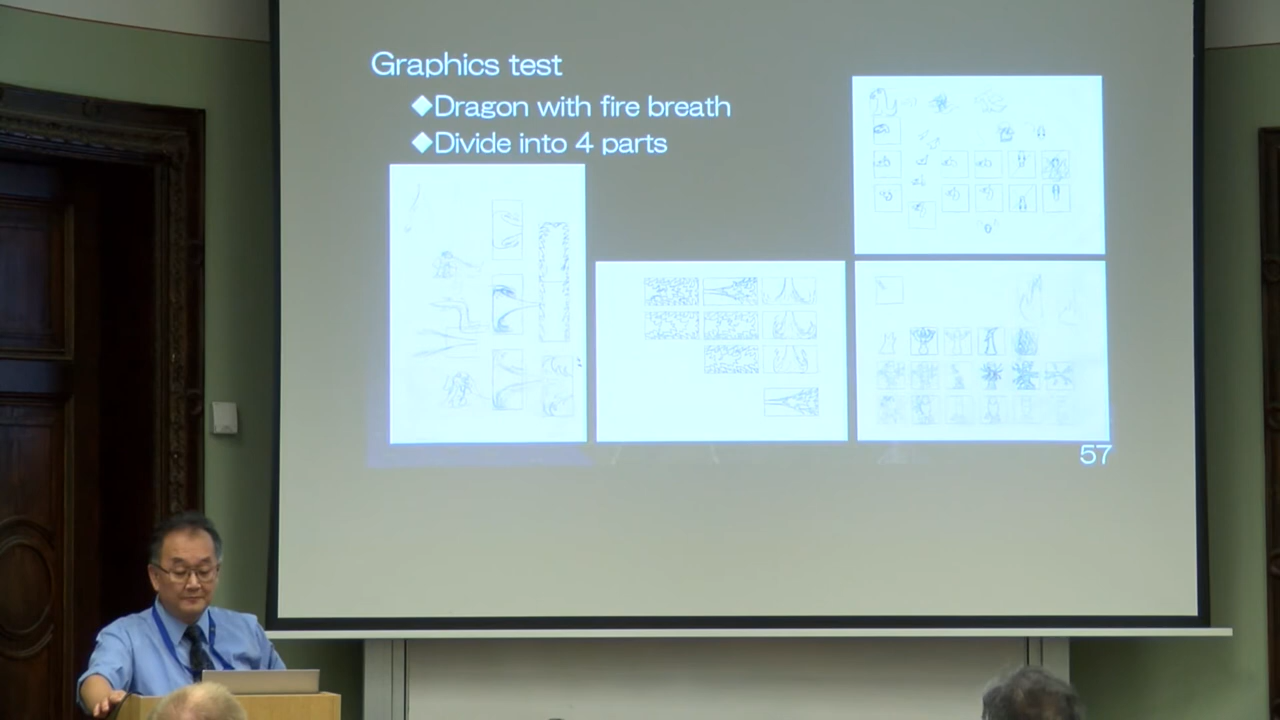 Graphics test
◆Dragon with fire breath
◆Divide into 4 parts
57